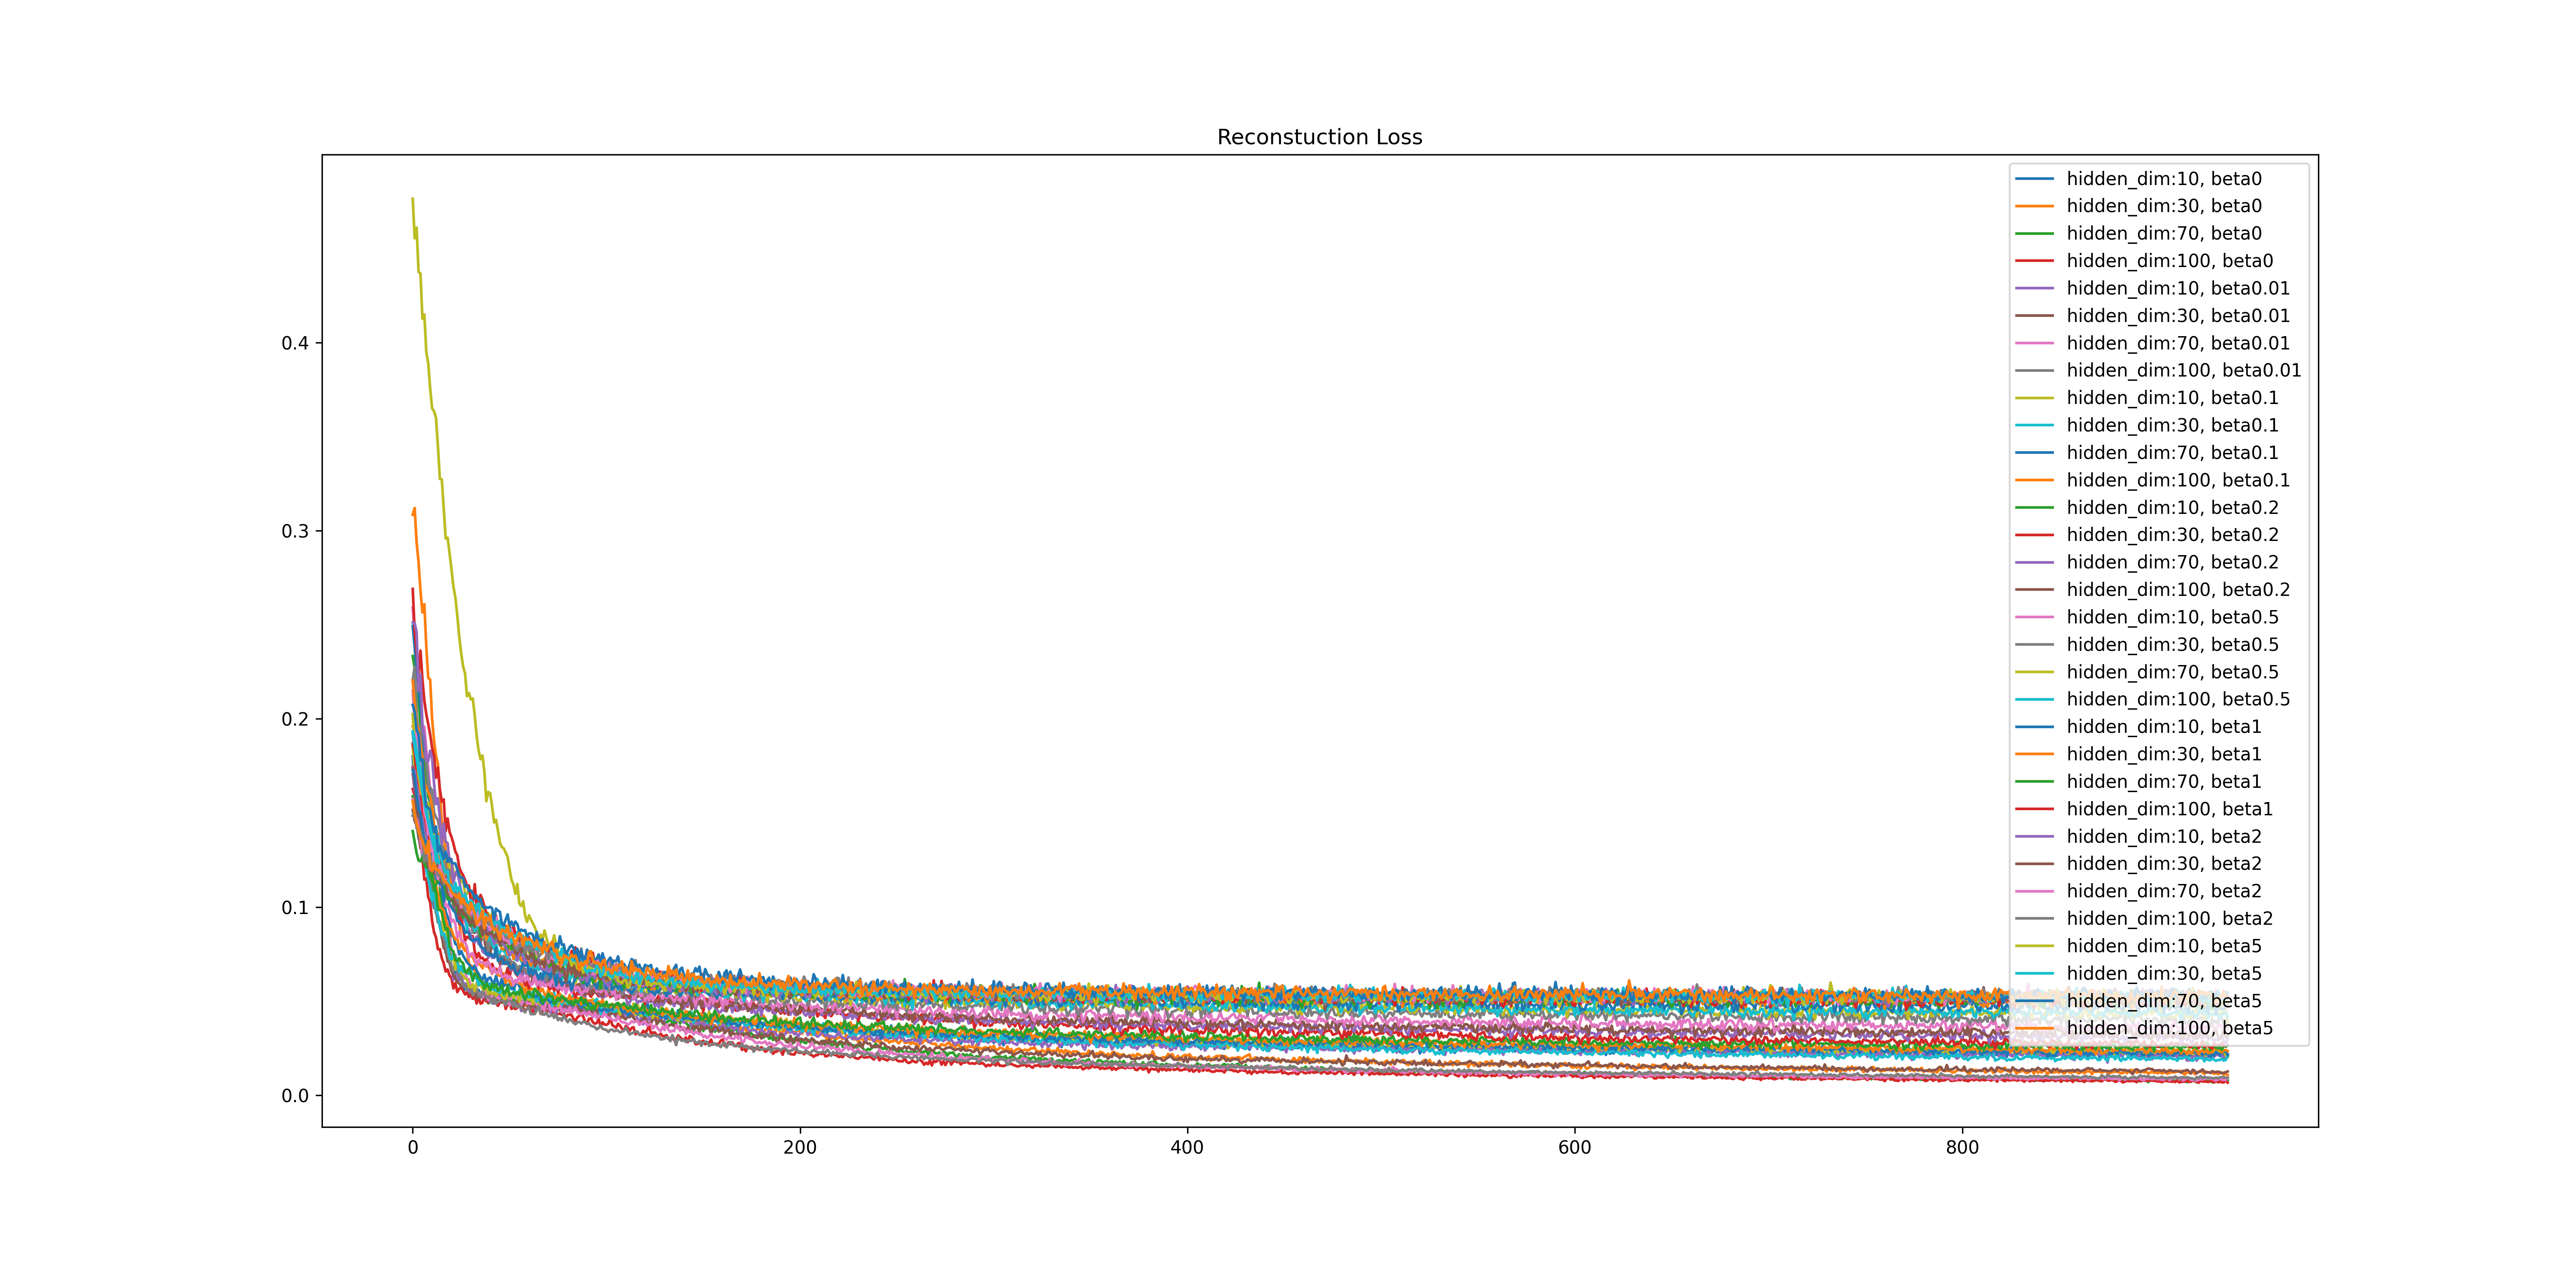 Reconstuction Loss
hidden_dim:10, beta0
hidden_dim:30, beta0
hidden_dim:70, beta0
hidden_dim:100, beta0
hidden_dim:10, beta0.01
hidden_dim:30, beta0.01
hidden_dim:70, beta0.01
hidden_dim:100, beta0.01
hidden_dim:10, beta0.1
hidden_dim:30, beta0.1
hidden_dim:70, beta0.1
hidden_dim:100, beta0.1
hidden_dim:10, beta0.2
hidden_dim:30, beta0.2
hidden_dim:70, beta0.2
hidden_dim:100, beta0.2
hidden_dim:10, beta0.5
hidden_dim:30, beta0.5
hidden_dim:70, beta0.5
hidden_dim:100, beta0.5
hidden_dim:10, beta1
hidden_dim:30, beta1
hidden_dim:70, beta1
hidden_dim:100, beta1
hidden_dim:10, beta2
hidden_dim:30, beta2
hidden_dim:70, beta2
hidden_dim:100, beta2
hidden_dim:10, beta5
hidden_dim:30, beta5
hidden_dim:70, beta5
hidden_dim:100, beta5
0.4
0.3
0.2
0.1
0.0
0 200 400 600 800